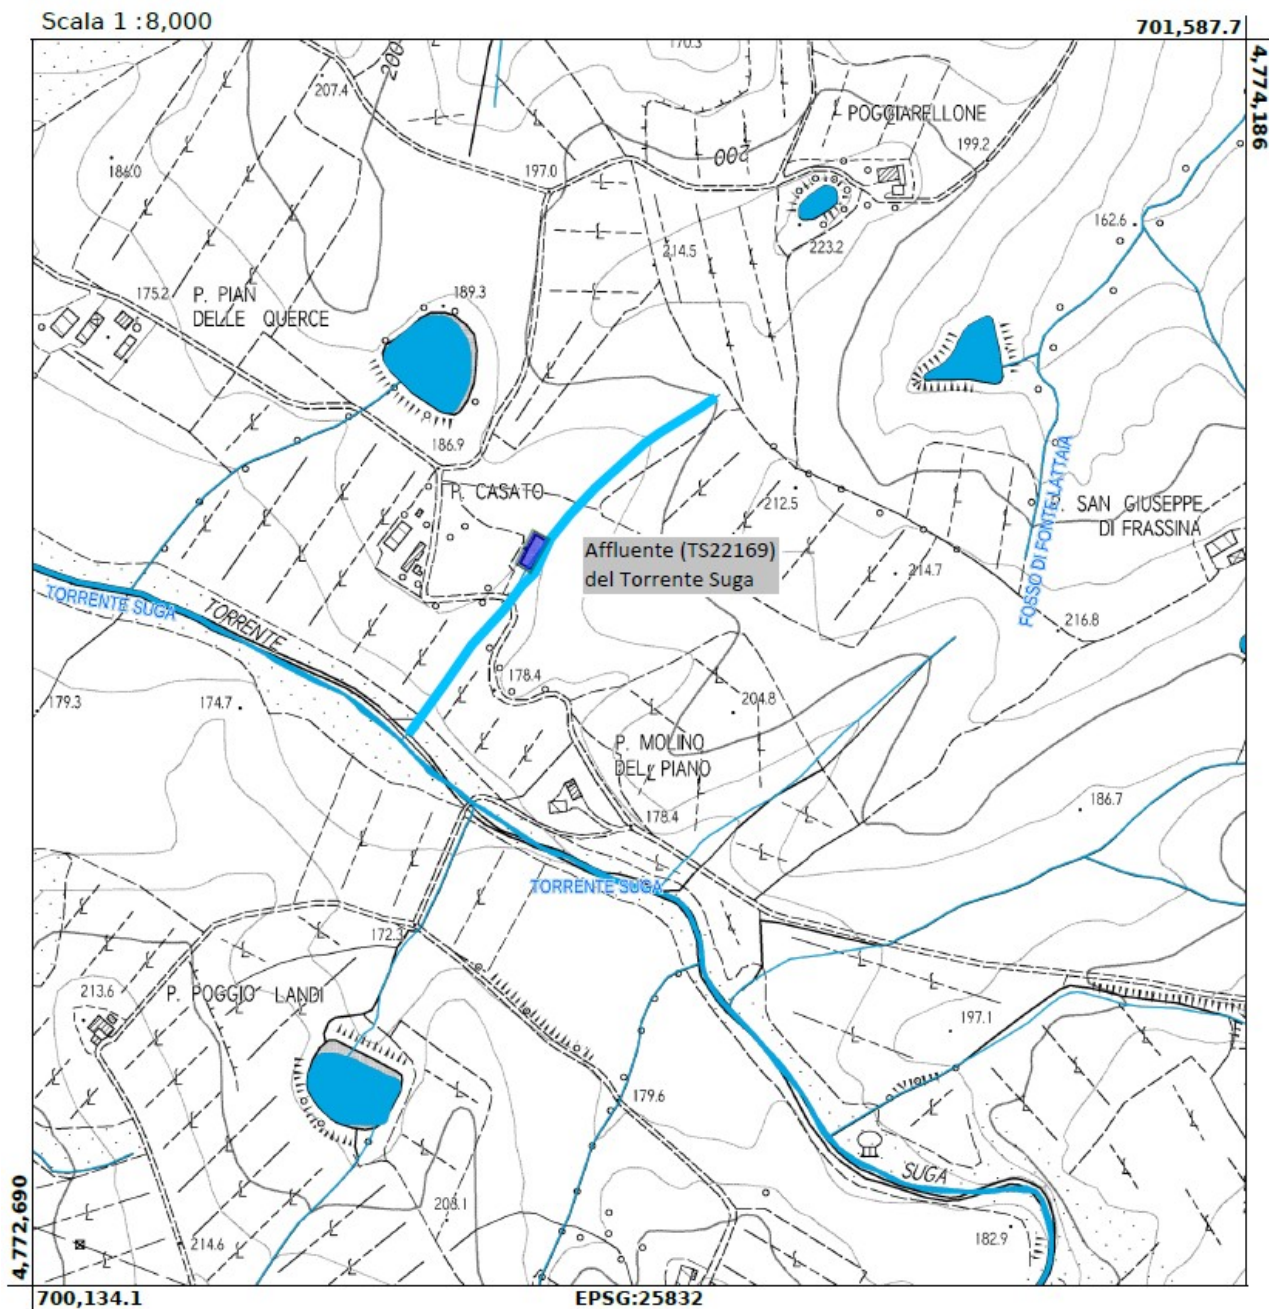 Scala 1 :8,000
701,587.7
4,774,186
200
170.3
207.4
POGGIARELLONE
199.2
200
186.0
197.0
162.6
214.5
223.2
175.2
P. PIAN
DELLE QUERCE
189.3
186.9
P. CASATO
212.5
SAN GIUSEPPE
DI FRASSINA
FOSSO DI FONTELATTAIA
Affluente (TS22169)
del Torrente Suga
214.7
TORRENTE SUGA
TORRENTE
216.8
178.4
179.3
174.7
204.8
P. MOLINO
DEL PIANO
186.7
178.4
TORRENTE SUGA
172.3
213.6
P. POGGIO LANDI
197.1
179.6
SUGA
182.9
214.6
4,772,690
700,134.1
EPSG:25832